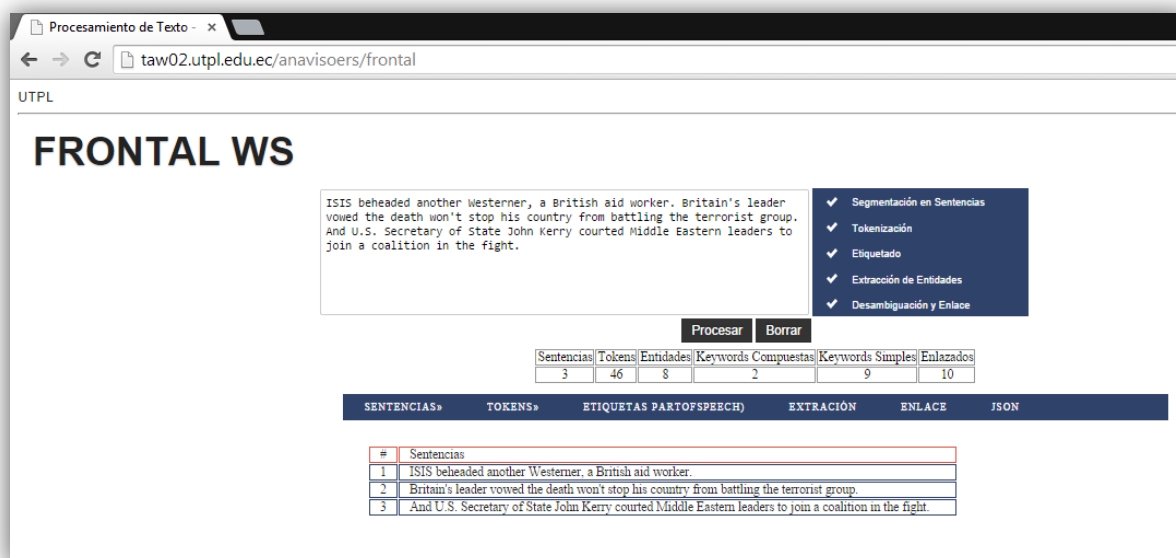 Procesamiento de Texto -
taw02.utpl.edu.ec/anavisoers/frontal
UTPL
FRONTAL WS
ISIS beheaded another Westerner, a British aid worker. Britain's leader
vowed the death won't stop his country from battling the terrorist group.
And U.S. Secretary of State John Kerry courted Middle Eastern leaders to
join a coalition in the fight.
Segmentación en Sentencias
Tokenización
Etiquetado
Extracción de Entidades
Desambiguación y Enlace
Procesar Borrar
Sentencias Tokens Entidades Keywords Compuestas Keywords Simples Enlazados
3 46 8 2 9 10
SENTENCIAS» TOKENS» ETIQUETAS PARTOFSPEECH) EXTRACIÓN ENLACE JSON
# Sentencias
1 ISIS beheaded another Westerner, a British aid worker.
2 Britain's leader vowed the death won't stop his country from battling the terrorist group.
3 And U.S. Secretary of State John Kerry courted Middle Eastern leaders to join a coalition in the fight.